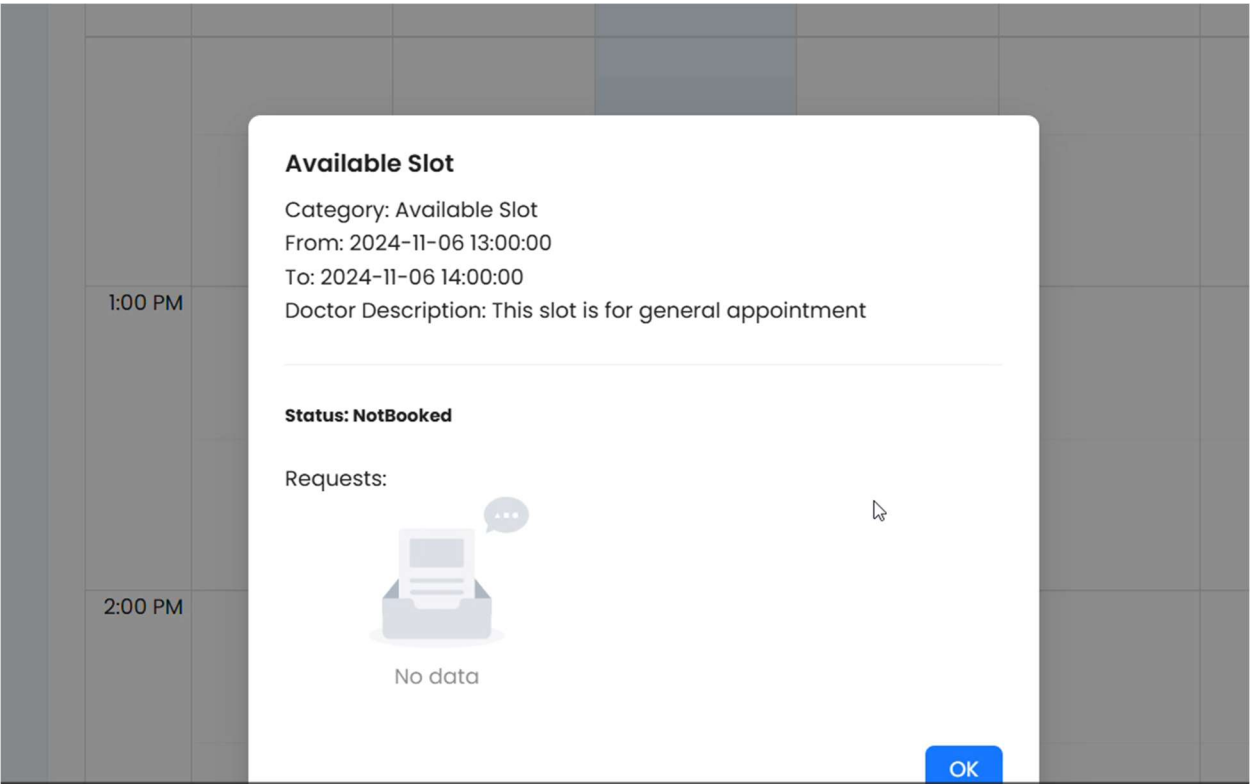 Available Slot
Category: Available Slot
From: 2024-11-06 13:00:00
To: 2024-11-06 14:00:00
1:00 PM
Doctor Description: This slot is for general appointment
Status: NotBooked
Requests:
2:00 PM
No data
OK